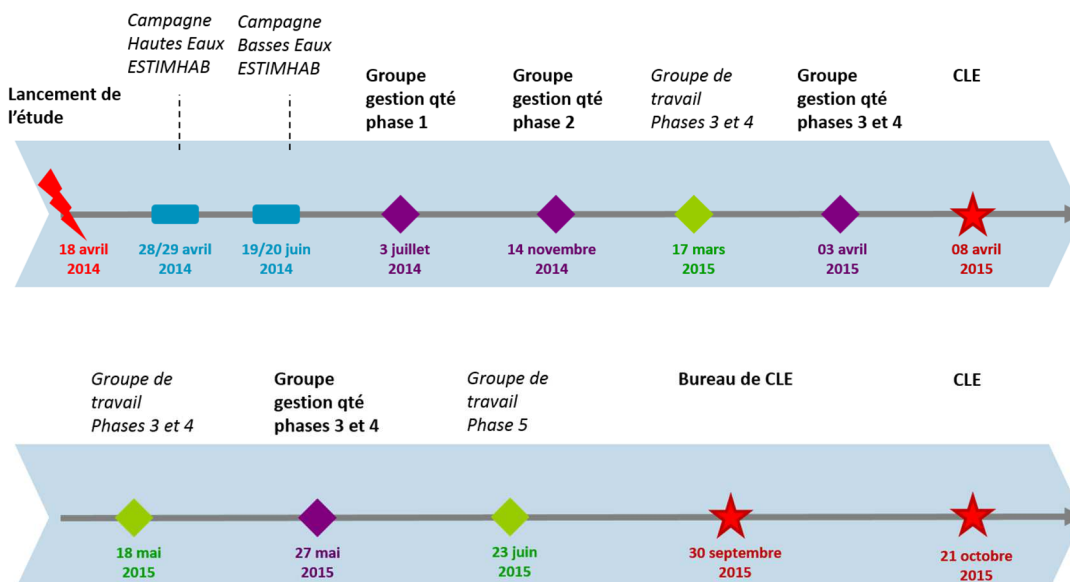 Lancement de
l'étude
Campagne
Hautes Eaux
ESTIMHAB
Campagne
Basses Eaux
ESTIMHAB
Groupe
gestion qté
phase 1
Groupe
gestion qté
phase 2
Groupe de
travail
Phases 3 et 4
Groupe
gestion qté
phases 3 et 4
CLE
18 avril
2014
28/29 avril
2014
19/20 juin
2014
3 juillet
2014
14 novembre
2014
17 mars
2015
03 avril
2015
08 avril
2015
Groupe de
travail
Phases 3 et 4
Groupe
gestion qté
phases 3 et 4
Groupe de
travail
Phase 5
Bureau de CLE
CLE
18 mai
2015
27 mai
2015
23 juin
2015
30 septembre
2015
21 octobre
2015